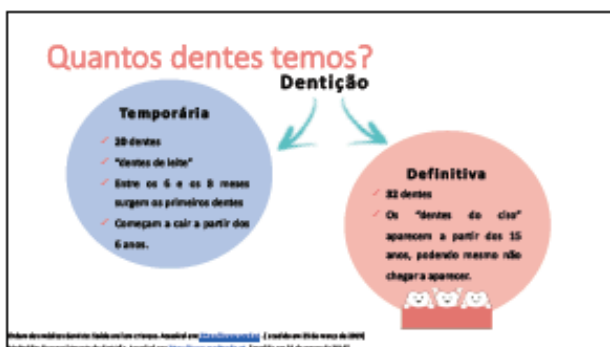 Quantos dentes temos?
Dentição
Temporária
20 dentes
"dentes de leite"
Entre os 6 e os 8 meses
surgem os primeiros dentes
Começam a cair a partir dos
6 anos.
Definitiva
32 dentes
Os "dentes do ciso"
aparecem a partir dos 15
anos, podendo mesmo não
chegar a aparecer.